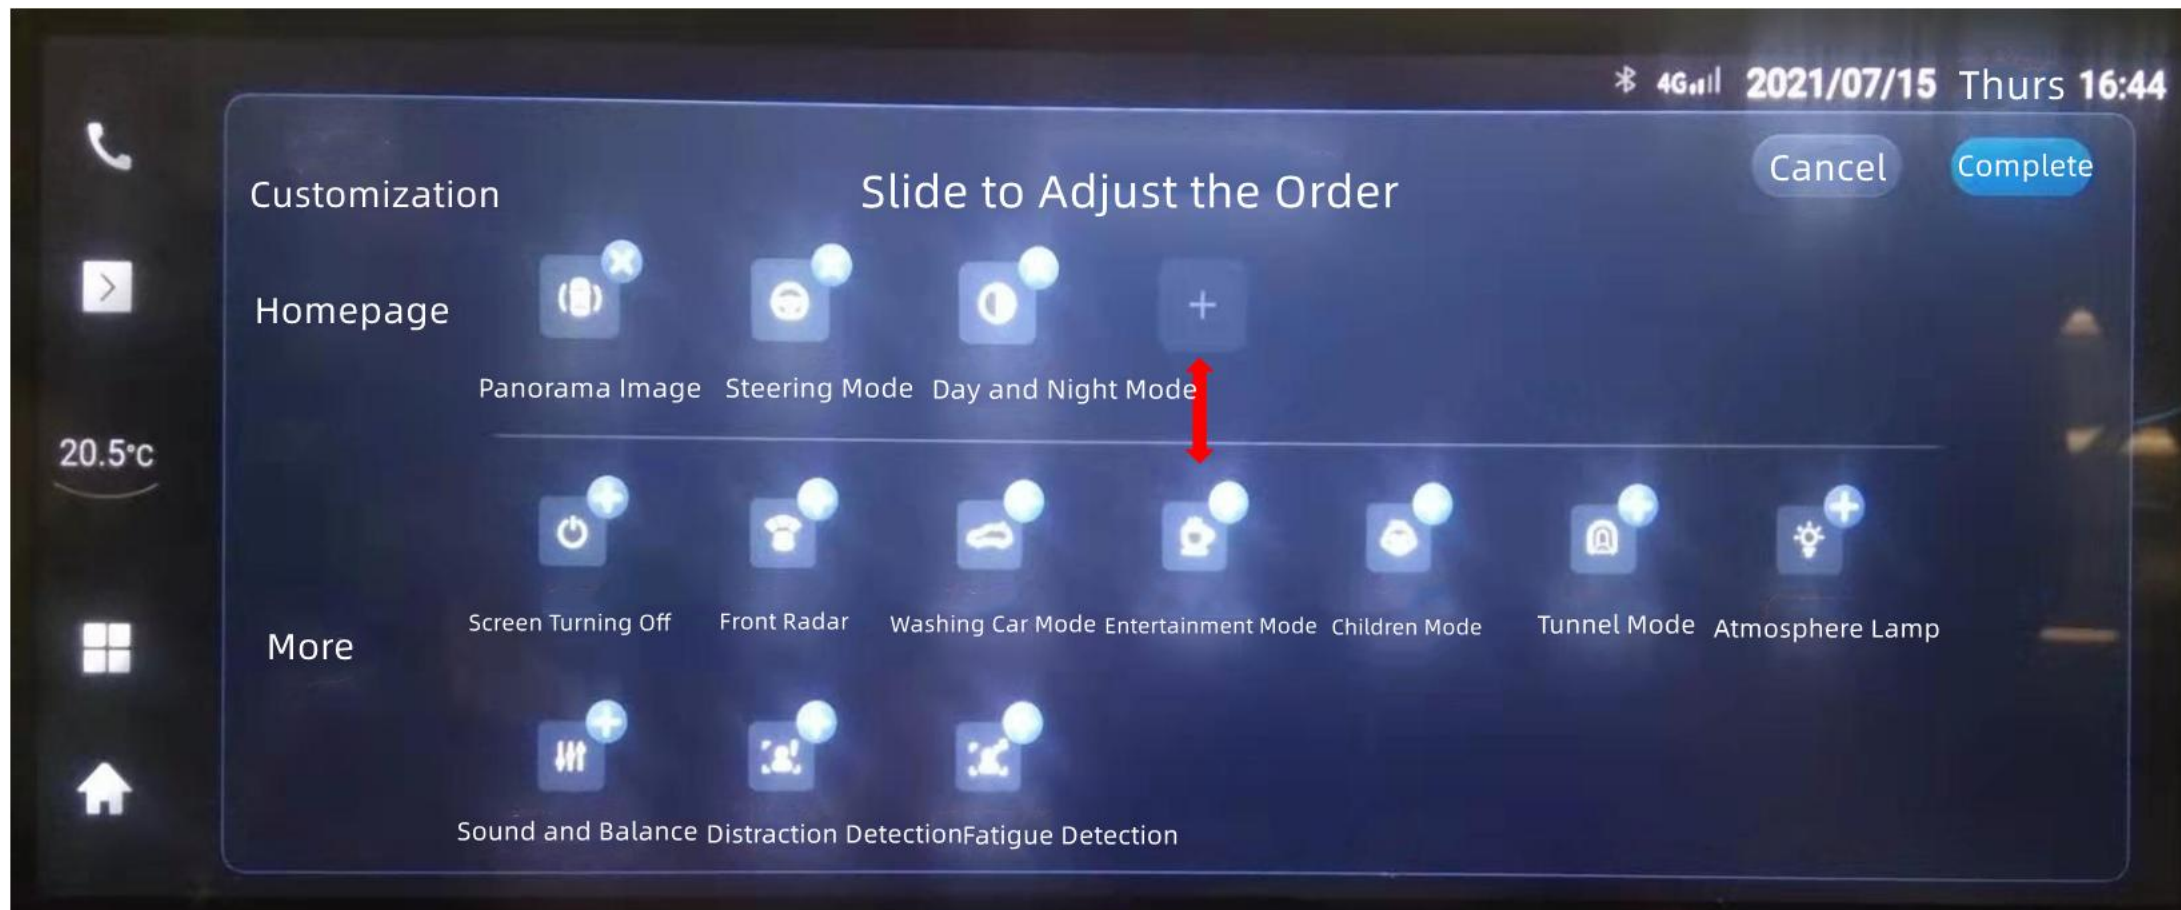 4G 2021/07/15 Thurs 16:44
Cancel Complete
Customization Slide to Adjust the Order
Homepage
Panorama Image Steering Mode Day and Night Mode
20.5°C
Screen Turning Off Front Radar Washing Car Mode Entertainment Mode Children Mode Tunnel Mode Atmosphere Lamp
More
Sound and Balance Distraction Detection Fatigue Detection